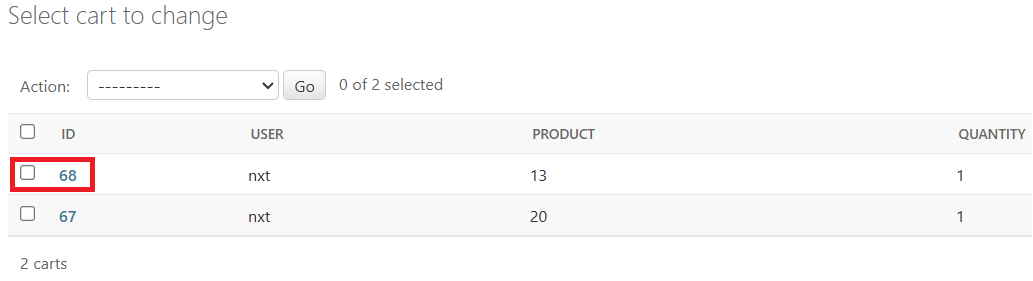 Select cart to change
Action: --------- Go 0 of 2 selected
ID USER PRODUCT QUANTITY
68 nxt 13 1
67 nxt 20 1
2 carts